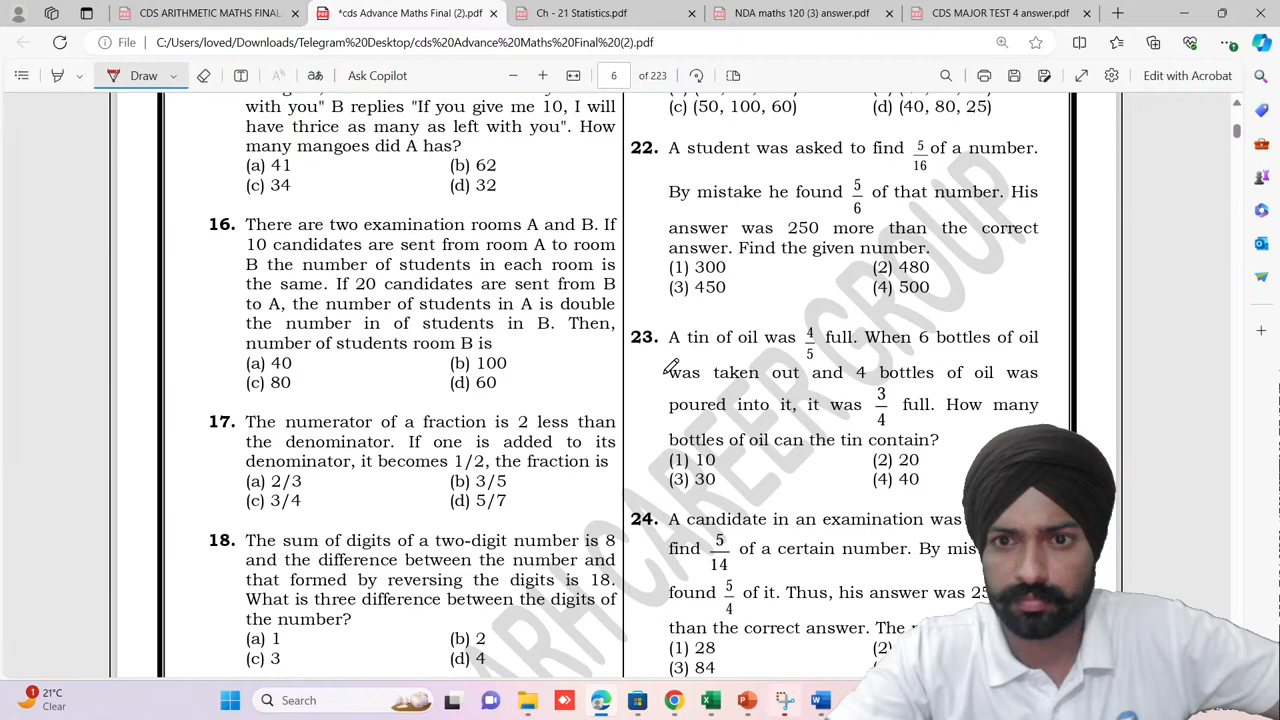 CDS ARITHMETIC MATHS FINAL
*cds Advance Maths Final (2).pdf
Ch - 21 Statistics.pdf
NDA maths 120 (3)answer.pdf
CDS MAJOR TEST 4 answer.pdf
File
C:/Users/loved/Downloads/Telegram%20Desktop/cds%20Advance%20Maths%20Final%20(2).pdf
Draw
Ask Copilot
6 of 223
Edit with Acrobat
with you" B replies "If you give me 10, I will
have thrice as many as left with you". How
many mangoes did A has?
(a) 41 (b) 62
(c) 34 (d) 32
16. There are two examination rooms A and B. If
10 candidates are sent from room A to room
B the number of students in each room is
the same. If 20 candidates are sent from B
to A, the number of students in A is double
the number in of students in B. Then,
number of students room B is
(a) 40 (b) 100
(c) 80 (d) 60
17. The numerator of a fraction is 2 less than
the denominator. If one is added to its
denominator, it becomes 1/2, the fraction is
(a) 2/3 (b) 3/5
(c) 3/4 (d) 5/7
18. The sum of digits of a two-digit number is 8
and the difference between the number and
that formed by reversing the digits is 18.
What is three difference between the digits of
the number?
(a) 1 (b) 2
(c) 3 (d) 4
(c) (50, 100, 60) (d) (40, 80, 25)
22. A student was asked to find 5/16 of a number.
By mistake he found 5/6 of that number. His
answer was 250 more than the correct
answer. Find the given number.
(1) 300 (2) 480
(3) 450 (4) 500
23. A tin of oil was 4/5 full. When 6 bottles of oil
was taken out and 4 bottles of oil was
poured into it, it was 3/4 full. How many
bottles of oil can the tin contain?
(1) 10 (2) 20
(3) 30 (4) 40
24. A candidate in an examination was
find 5/14 of a certain number. By
found 5/4 of it. Thus, his answer was
than the correct answer. The
(1) 28 (2)
(3) 84
CAREER GROUP
1
21°C
Clear
Search